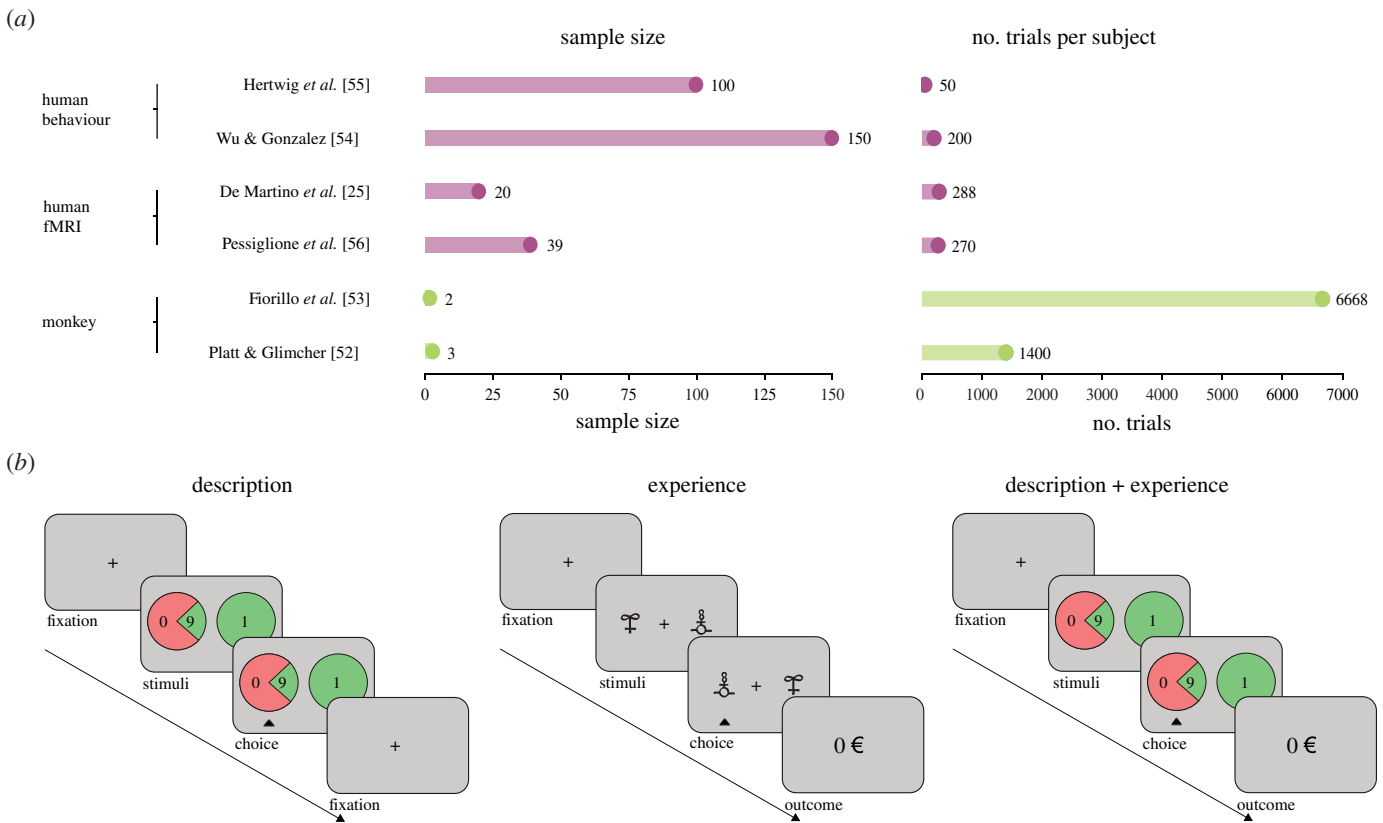 (a)
sample size
no. trials per subject
human
behaviour
Hertwig et al. [55]
100
50
Wu & Gonzalez [54]
150
200
human
fMRI
De Martino et al. [25]
20
288
Pessiglione et al. [56]
39
270
monkey
Fiorillo et al. [53]
2
6668
Platt & Glimcher [52]
3
1400
0 25 50 75 100 125 150
sample size
0 1000 2000 3000 4000 5000 6000 7000
no. trials
(b)
description
+
fixation
0 9 1
stimuli
0 9 1
choice
+
fixation
experience
+
fixation
+
stimuli
+
choice
0 €
outcome
description + experience
+
fixation
0 9 1
stimuli
0 9 1
choice
0 €
outcome